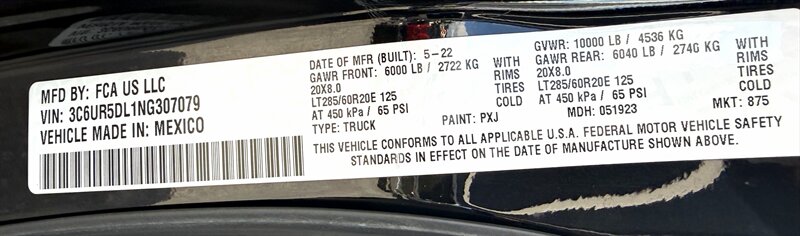 MFD BY: FCA US LLC
VIN: 3C6UR5DL1NG307079
VEHICLE MADE IN: MEXICO
DATE OF MFR (BUILT): 5-22
GAWR FRONT: 6000 LB / 2722 KG WITH
20X8.0 RIMS
LT285/60R20E 125 TIRES
AT 450 kPa / 65 PSI COLD
TYPE: TRUCK PAINT: PXJ
GVWR: 10000 LB / 4536 KG
GAWR REAR: 6040 LB / 2740 KG WITH
20X8.0 RIMS
LT285/60R20E 125 TIRES
AT 450 kPa / 65 PSI COLD
MDH: 051923 MKT: 875
THIS VEHICLE CONFORMS TO ALL APPLICABLE U.S.A. FEDERAL MOTOR VEHICLE SAFETY
STANDARDS IN EFFECT ON THE DATE OF MANUFACTURE SHOWN ABOVE.